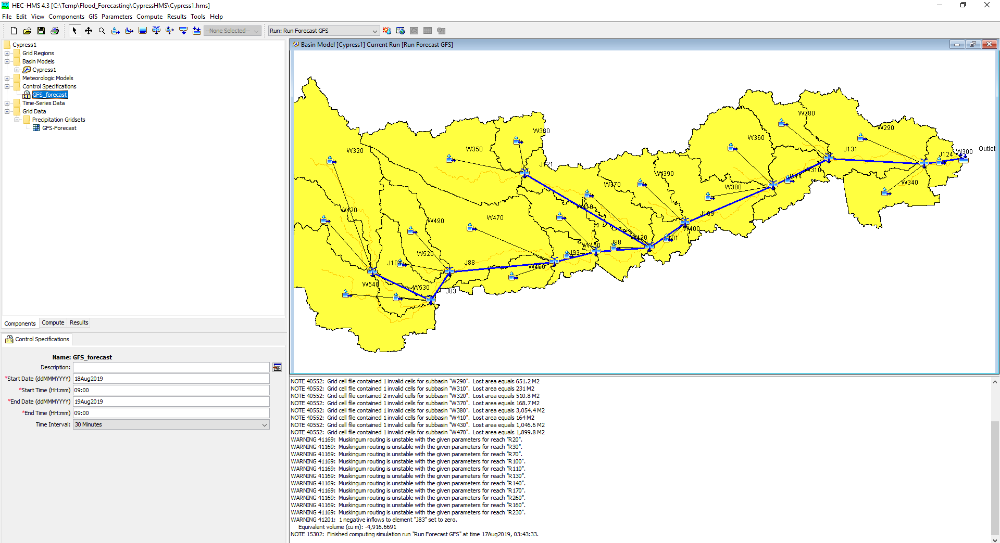 HEC-HMS 4.3 [C:\Temp\Flood_Forecasting\CypressHMS\Cypress1.hms]
File Edit View Components GIS Parameters Compute Results Tools Help
--None Selected-- Run: Run Forecast GFS
Cypress1
Grid Regions
Basin Models
Cypress1
Meteorologic Models
Control Specifications
GFS_forecast
Time-Series Data
Grid Data
Precipitation Gridsets
GFS-Forecast
Components Compute Results
Control Specifications
Name: GFS_forecast
Description:
*Start Date (ddMMMYYYY) 18Aug2019
*Start Time (HH:mm) 09:00
*End Date (ddMMMYYYY) 19Aug2019
*End Time (HH:mm) 09:00
Time Interval: 30 Minutes
Basin Model [Cypress1] Current Run [Run Forecast GFS]
W280
W290
W330
W360
Outlet
W320
W350
J131
W300
J124
J121
W310
W390
W340
W370
W380
W410
W420
J109
W470
W490
W400
W430
J101
J98
W450
W520
J93
J104
J88
W460
W540
W530
J83
NOTE 40552: Grid cell file contained 1 invalid cells for subbasin "W290". Lost area equals 651.2 M2
NOTE 40552: Grid cell file contained 1 invalid cells for subbasin "W310". Lost area equals 231 M2
NOTE 40552: Grid cell file contained 2 invalid cells for subbasin "W320". Lost area equals 510.8 M2
NOTE 40552: Grid cell file contained 1 invalid cells for subbasin "W370". Lost area equals 168.7 M2
NOTE 40552: Grid cell file contained 1 invalid cells for subbasin "W380". Lost area equals 3,054.4 M2
NOTE 40552: Grid cell file contained 1 invalid cells for subbasin "W410". Lost area equals 164 M2
NOTE 40552: Grid cell file contained 1 invalid cells for subbasin "W430". Lost area equals 1,046.6 M2
NOTE 40552: Grid cell file contained 1 invalid cells for subbasin "W470". Lost area equals 1,899.8 M2
WARNING 41169: Muskingum routing is unstable with the given parameters for reach "R20".
WARNING 41169: Muskingum routing is unstable with the given parameters for reach "R30".
WARNING 41169: Muskingum routing is unstable with the given parameters for reach "R70".
WARNING 41169: Muskingum routing is unstable with the given parameters for reach "R100".
WARNING 41169: Muskingum routing is unstable with the given parameters for reach "R110".
WARNING 41169: Muskingum routing is unstable with the given parameters for reach "R130".
WARNING 41169: Muskingum routing is unstable with the given parameters for reach "R140".
WARNING 41169: Muskingum routing is unstable with the given parameters for reach "R170".
WARNING 41169: Muskingum routing is unstable with the given parameters for reach "R260".
WARNING 41169: Muskingum routing is unstable with the given parameters for reach "R160".
WARNING 41169: Muskingum routing is unstable with the given parameters for reach "R230".
WARNING 41201: 1 negative inflows to element "J83" set to zero.
Equivalent volume (cu m): -4,916.6691
NOTE 15302: Finished computing simulation run "Run Forecast GFS" at time 17Aug2019, 03:43:33.